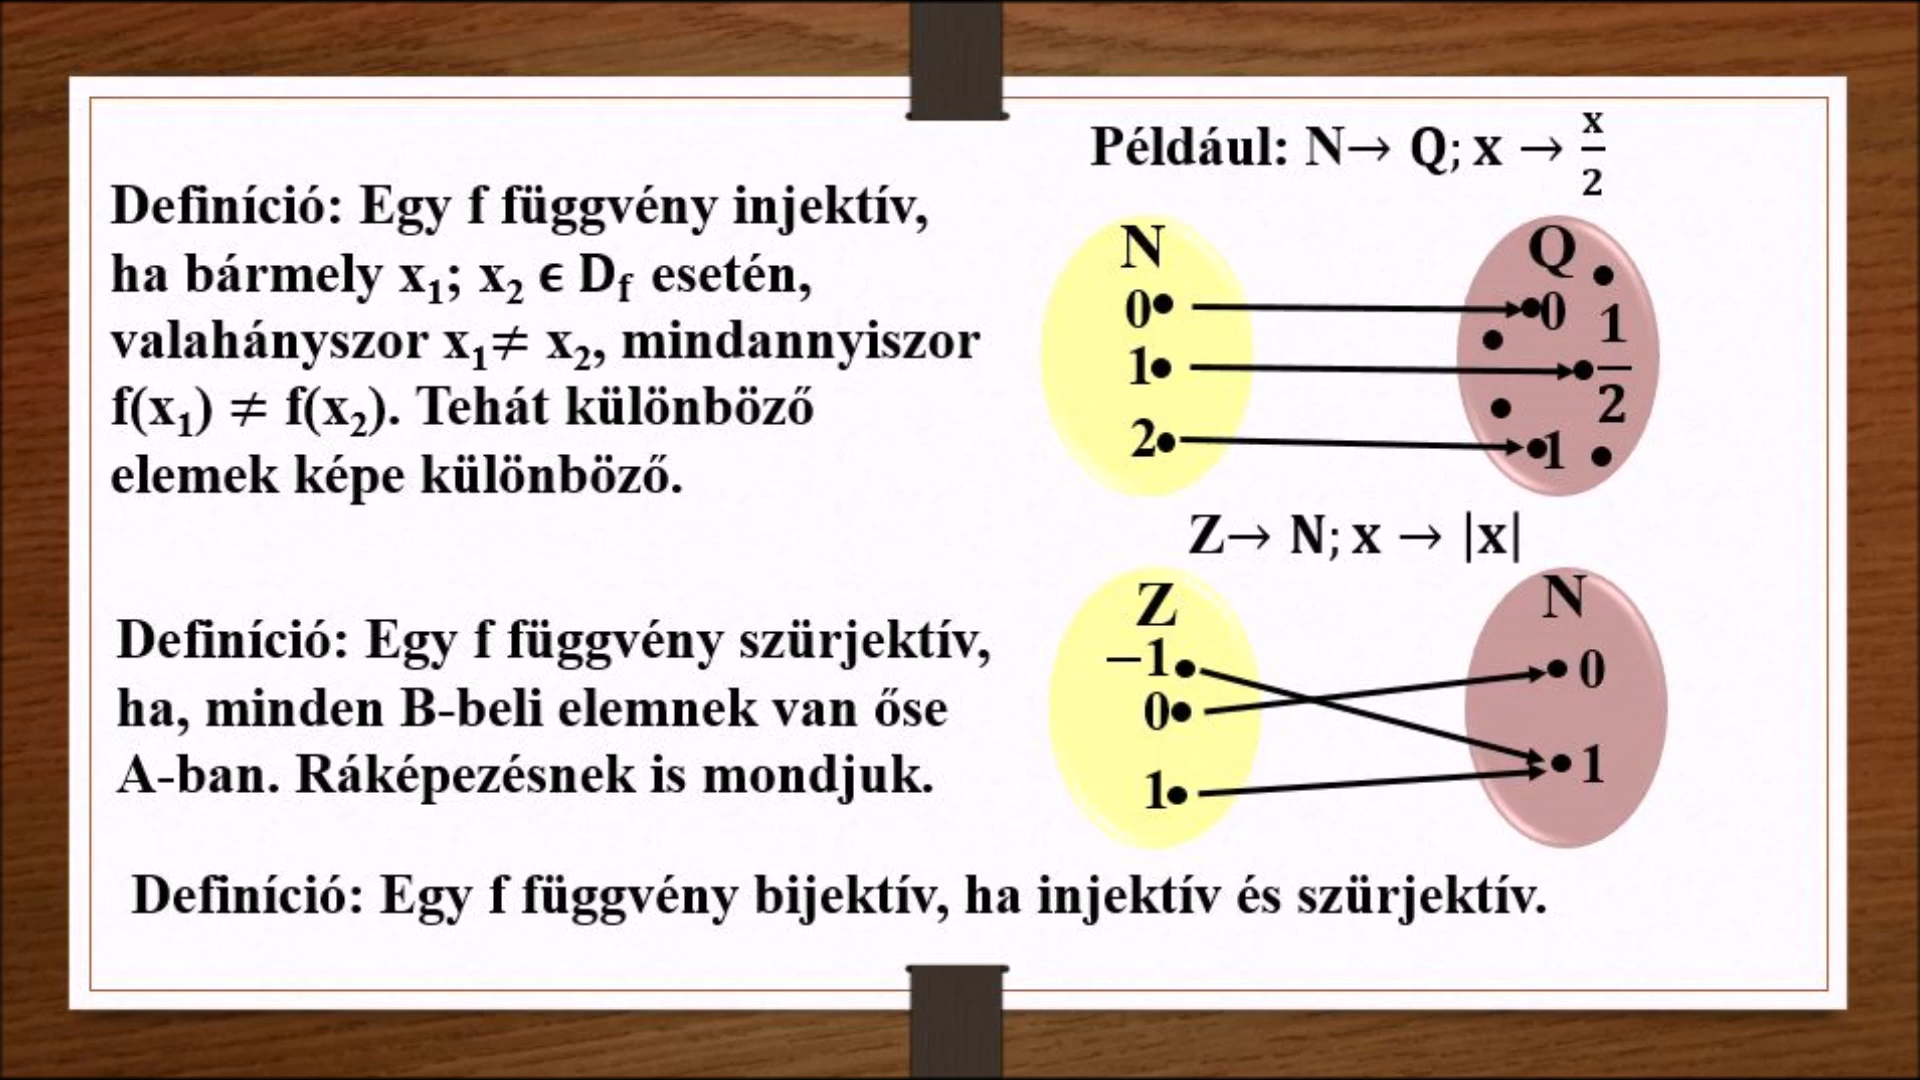 Definíció: Egy f függvény injektív,
ha bármely x₁; x₂ ϵ D_f esetén,
valahányszor x₁≠ x₂, mindannyiszor
f(x₁) ≠ f(x₂). Tehát különböző
elemek képe különböző.
Például: N→ Q; x → x/2
N
0
1
2
Q
0
1/2
1
Z→ N; x → |x|
Definíció: Egy f függvény szürjektív,
ha, minden B-beli elemnek van őse
A-ban. Ráképezésnek is mondjuk.
Z
−1
0
1
N
0
1
Definíció: Egy f függvény bijektív, ha injektív és szürjektív.